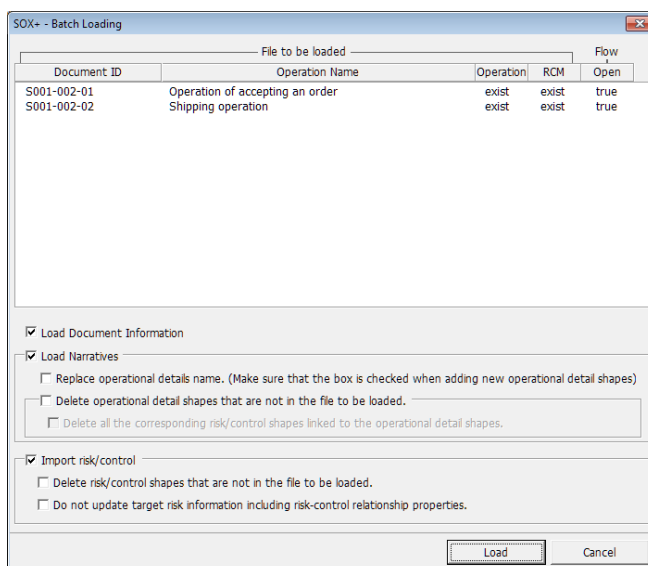 SOX+ - Batch Loading
File to be loaded Flow
Document ID Operation Name Operation RCM Open
S001-002-01 Operation of accepting an order exist exist true
S001-002-02 Shipping operation exist exist true
Load Document Information
Load Narratives
Replace operational details name. (Make sure that the box is checked when adding new operational detail shapes)
Delete operational detail shapes that are not in the file to be loaded.
Delete all the corresponding risk/control shapes linked to the operational detail shapes.
Import risk/control
Delete risk/control shapes that are not in the file to be loaded.
Do not update target risk information including risk-control relationship properties.
Load Cancel